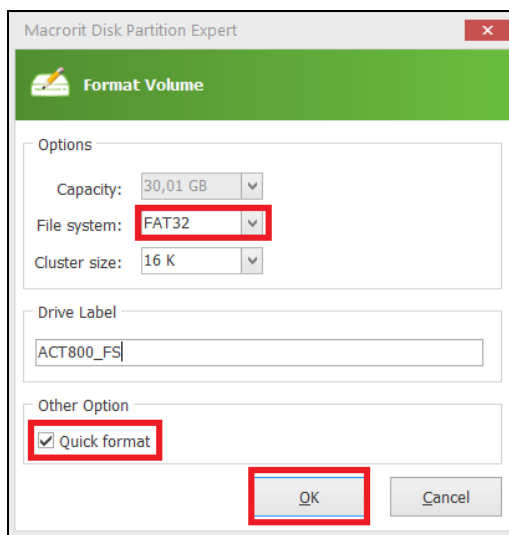 Macrorit Disk Partition Expert
Format Volume
Options
Capacity: 30,01 GB
File system: FAT32
Cluster size: 16 K
Drive Label
ACT800_FS
Other Option
Quick format
OK Cancel